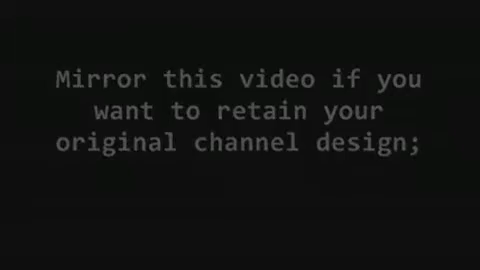 Mirror this video if you
want to retain your
original channel design;